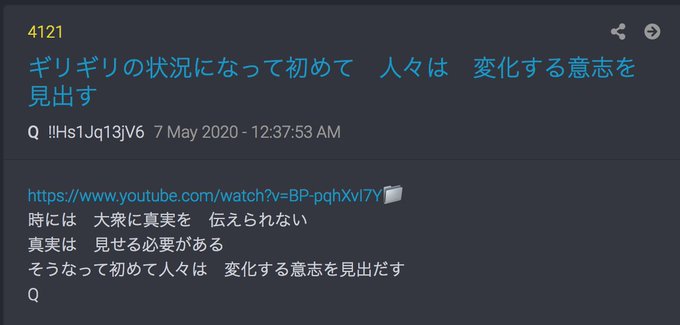 4121
ギリギリの状況になって初めて　人々は　変化する意志を
見出す
Q !!Hs1Jq13jV6 7 May 2020 - 12:37:53 AM
https://www.youtube.com/watch?v=BP-pqhXvI7Y
時には　大衆に真実を　伝えられない
真実は　見せる必要がある
そうなって初めて人々は　変化する意志を見出だす
Q